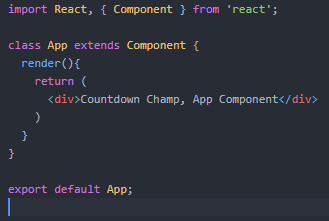 import React, { Component } from 'react';
class App extends Component {
render(){
return (
<div>Countdown Champ, App Component</div>
)
}
}
export default App;